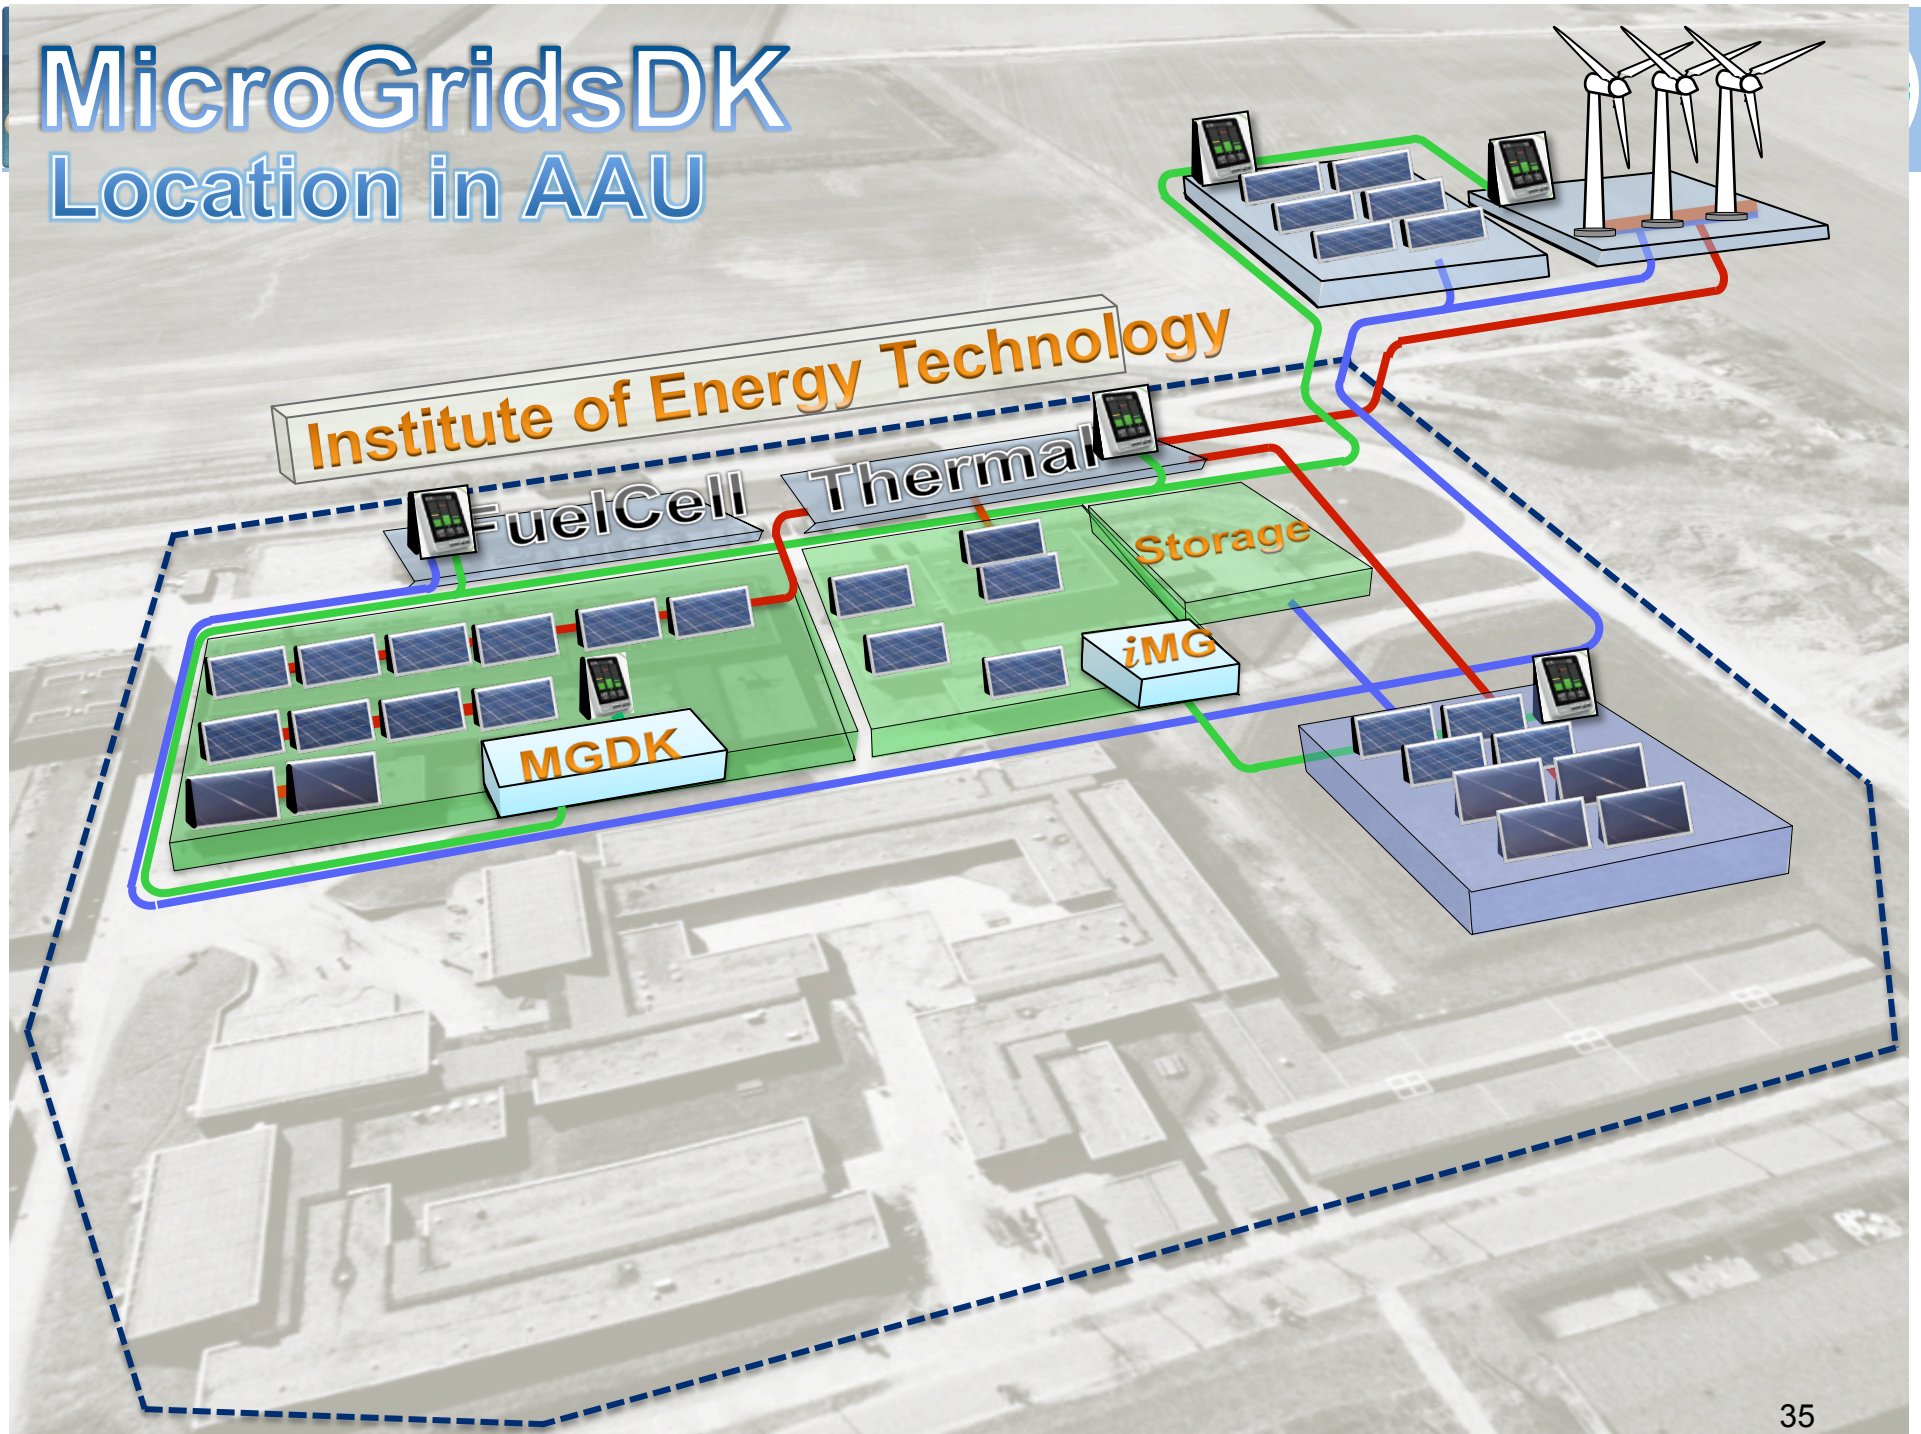 MicroGridsDK
Location in AAU
Institute of Energy Technology
FuelCell
Thermal
Storage
iMG
MGDK
35